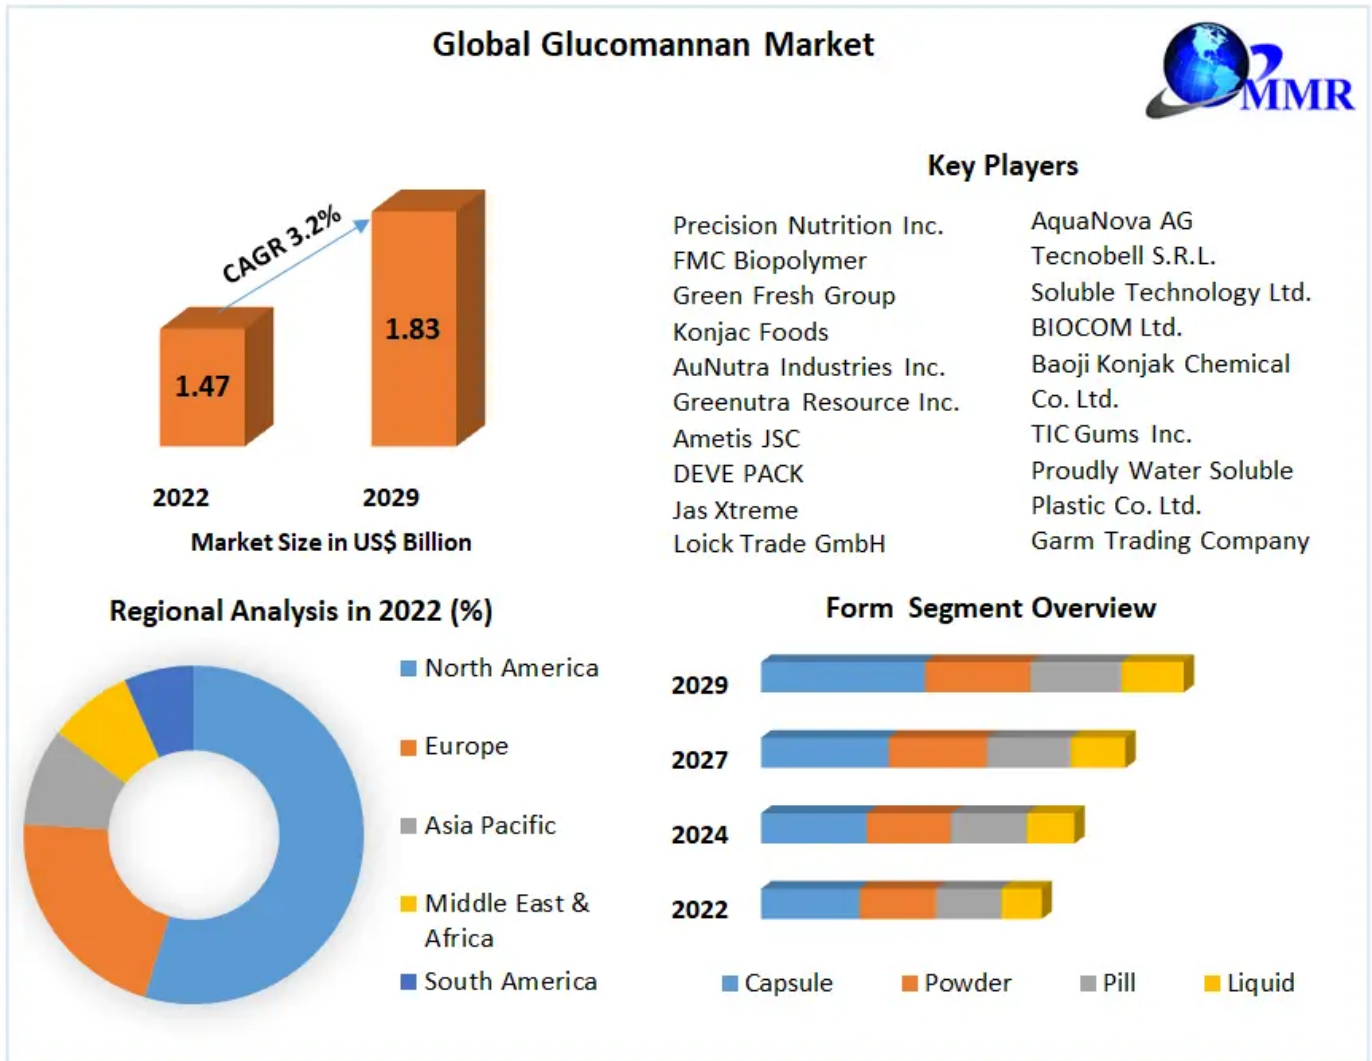 Global Glucomannan Market
MMR
CAGR 3.2%
1.47
1.83
2022
2029
Market Size in US$ Billion
Key Players
Precision Nutrition Inc.
FMC Biopolymer
Green Fresh Group
Konjac Foods
AuNutra Industries Inc.
Greenutra Resource Inc.
Ametis JSC
DEVE PACK
Jas Xtreme
Loick Trade GmbH
AquaNova AG
Tecnobell S.R.L.
Soluble Technology Ltd.
BIOCOM Ltd.
Baoji Konjak Chemical
Co. Ltd.
TIC Gums Inc.
Proudly Water Soluble
Plastic Co. Ltd.
Garm Trading Company
Regional Analysis in 2022 (%)
North America
Europe
Asia Pacific
Middle East &
Africa
South America
Form Segment Overview
2029
2027
2024
2022
Capsule
Powder
Pill
Liquid